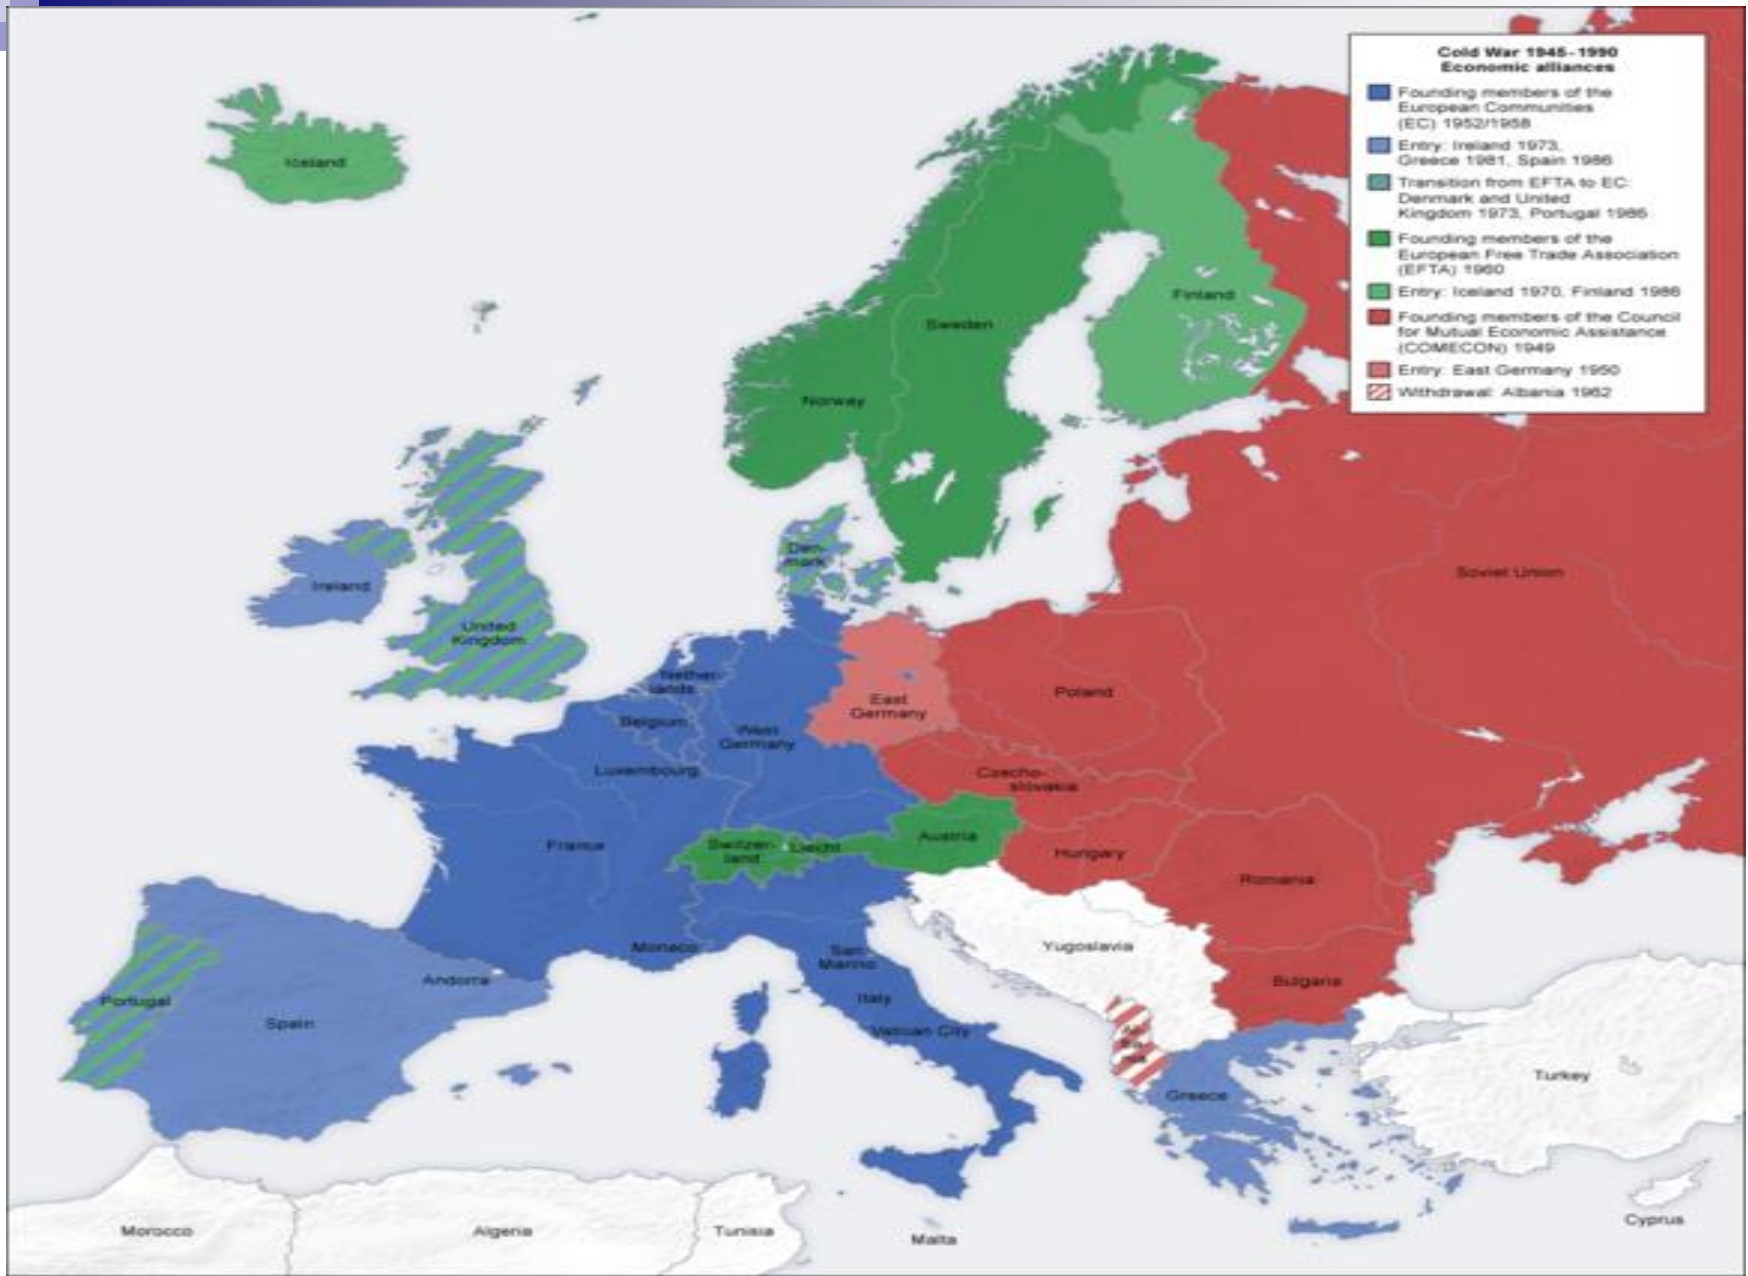 Cold War 1945-1990
Economic alliances
Founding members of the
European Communities
(EC) 1952/1958
Entry: Ireland 1973,
Greece 1981, Spain 1986
Transition from EFTA to EC:
Denmark and United
Kingdom 1973, Portugal 1986
Founding members of the
European Free Trade Association
(EFTA) 1960
Entry: Iceland 1970, Finland 1986
Founding members of the Council
for Mutual Economic Assistance
(COMECON) 1949
Entry: East Germany 1950
Withdrawal: Albania 1962
Iceland
Finland
Sweden
Norway
Den-
mark
Ireland
United
Kingdom
Soviet Union
Nether-
lands
Belgium
West
Germany
East
Germany
Poland
Luxembourg
Czecho-
slovakia
France
Switzer-
land
Liecht
Austria
Hungary
Romania
Monaco
San
Marino
Yugoslavia
Andorra
Bulgaria
Portugal
Spain
Italy
Vatican City
Greece
Turkey
Morocco
Algeria
Tunisia
Malta
Cyprus